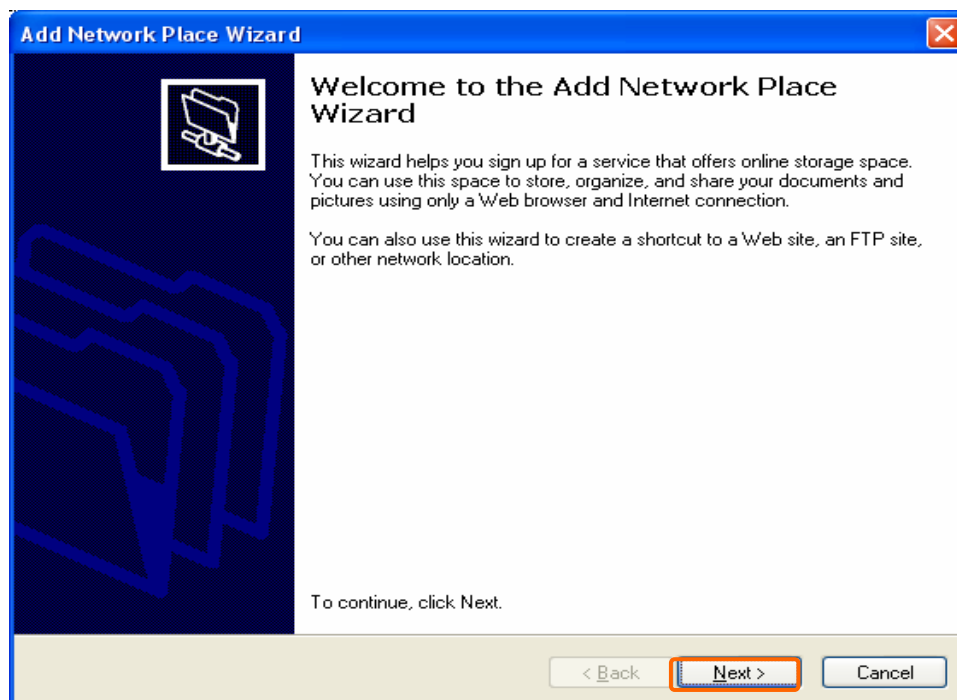 Add Network Place Wizard
Welcome to the Add Network Place
Wizard
This wizard helps you sign up for a service that offers online storage space.
You can use this space to store, organize, and share your documents and
pictures using only a Web browser and Internet connection.
You can also use this wizard to create a shortcut to a Web site, an FTP site,
or other network location.
To continue, click Next.
< Back
Next >
Cancel